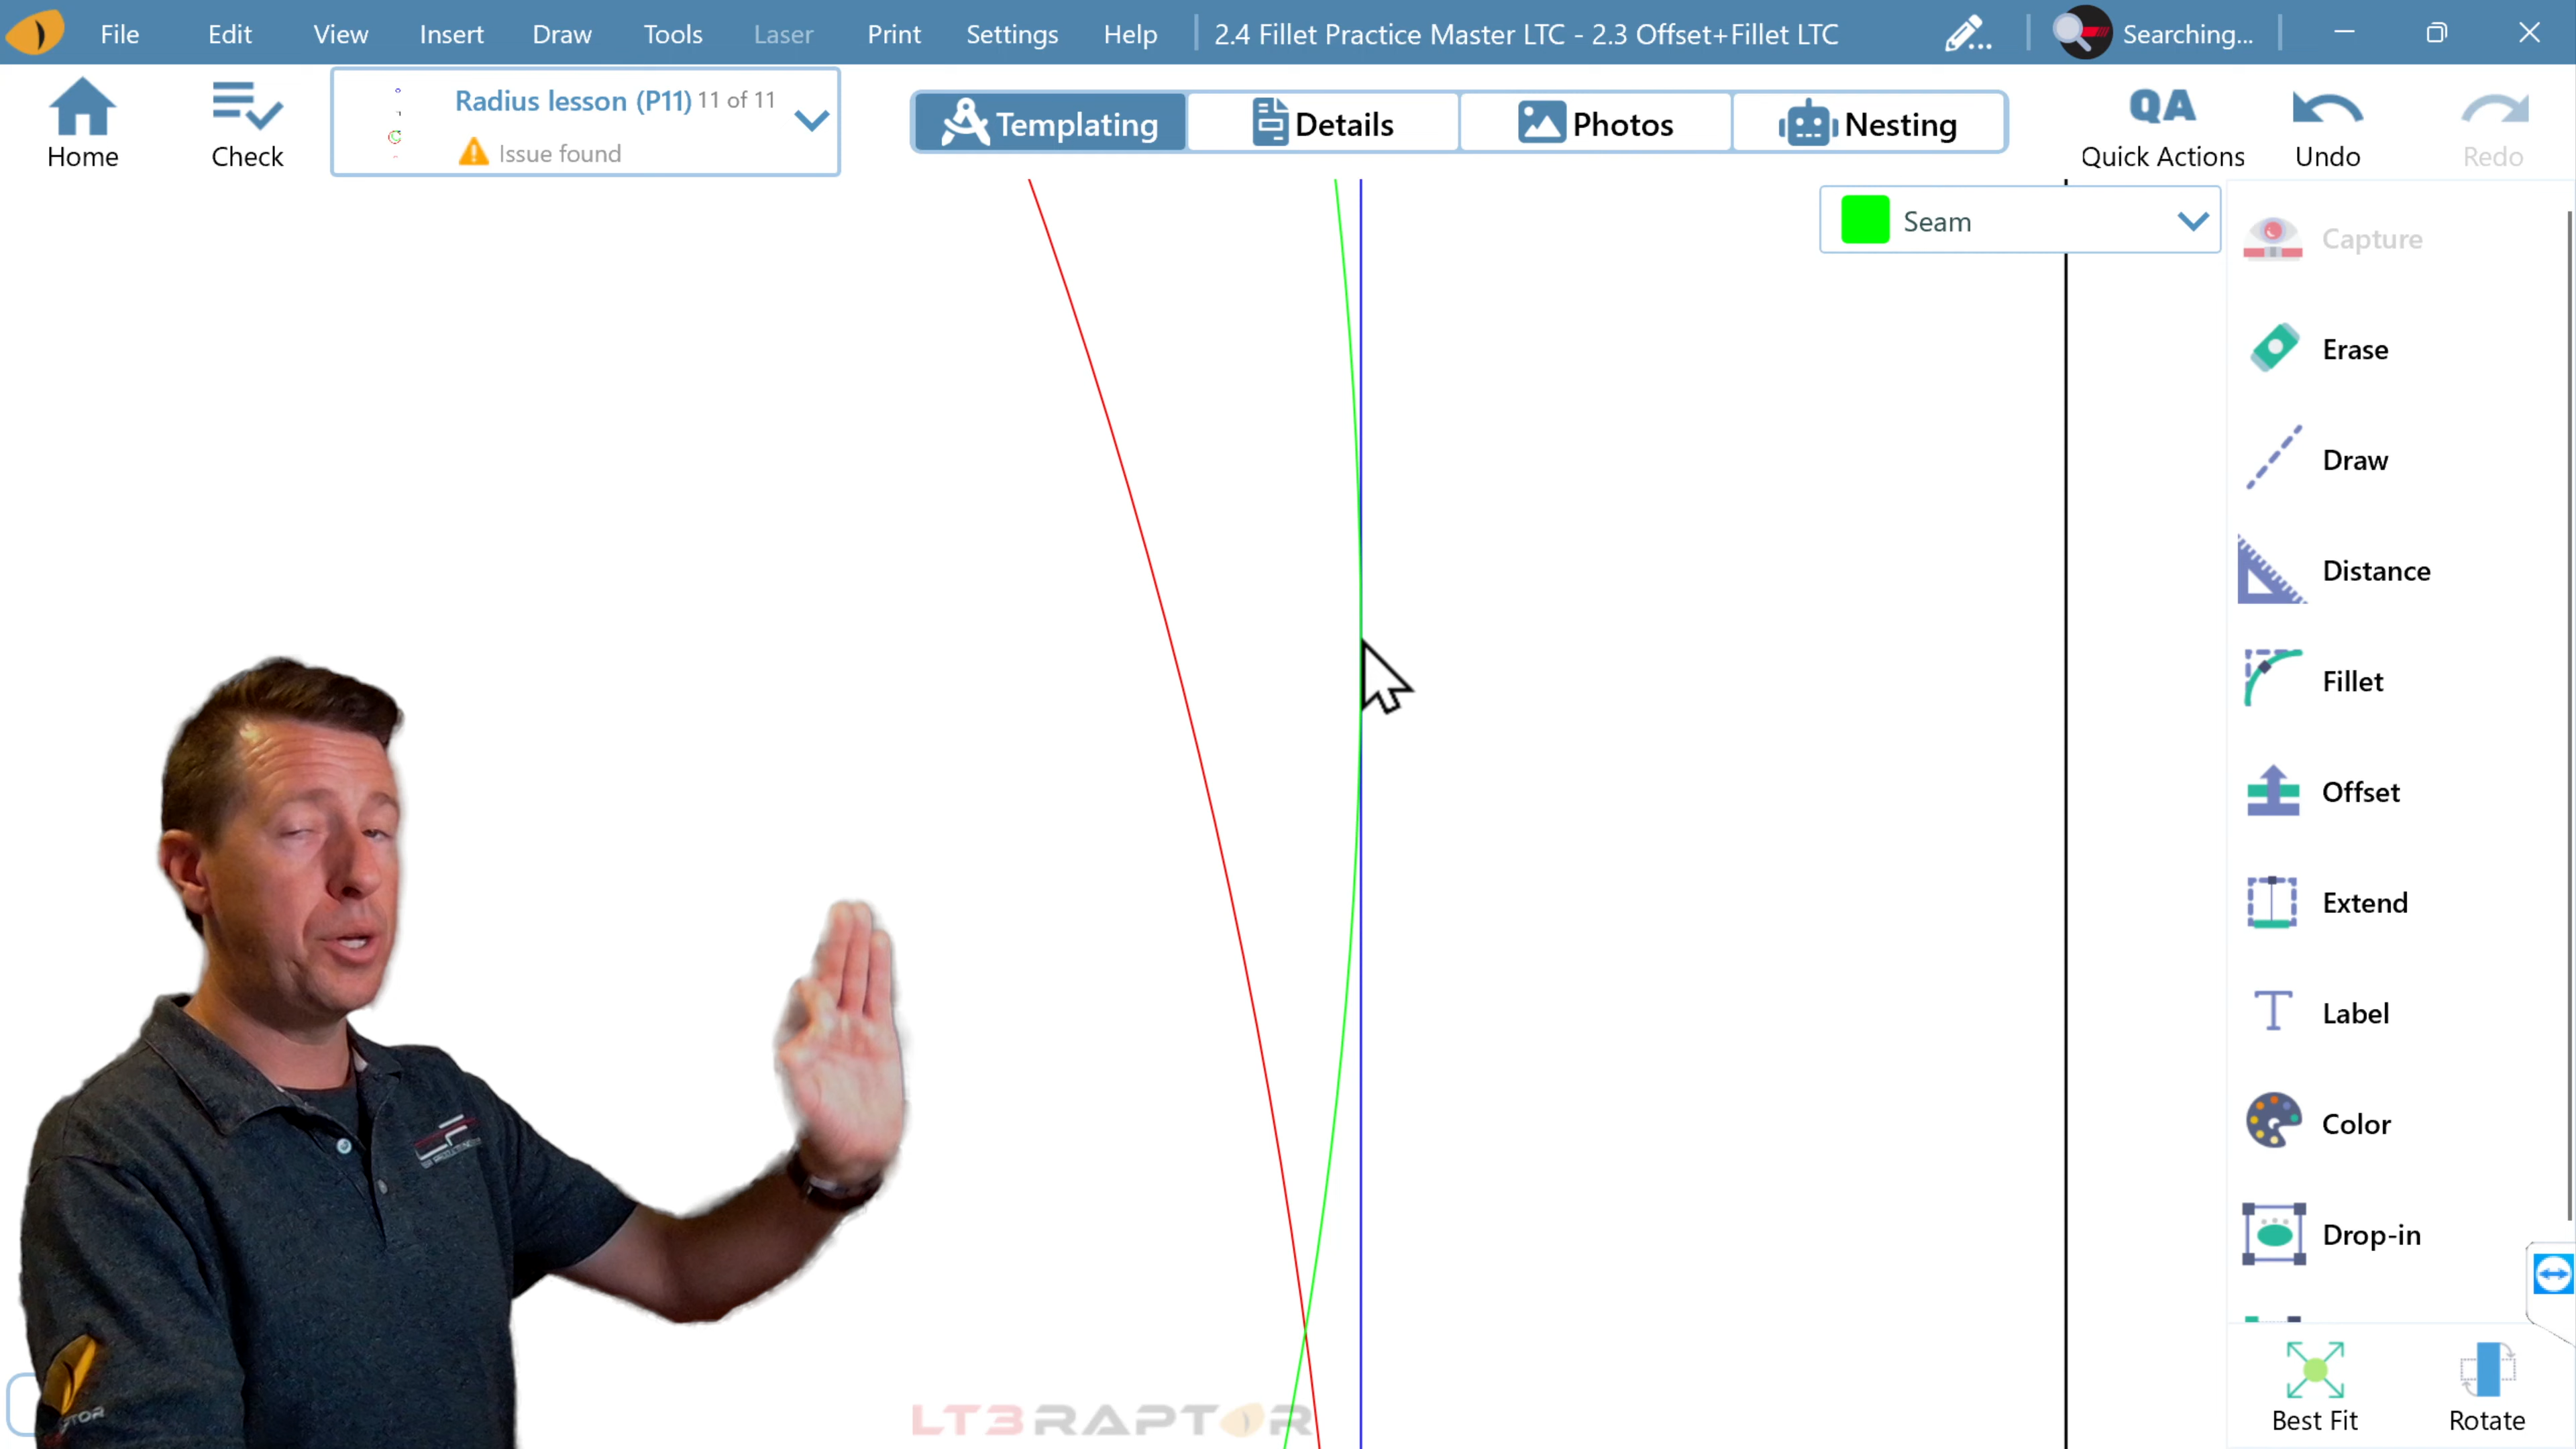 File Edit View Insert Draw Tools Laser Print Settings Help 2.4 Fillet Practice Master LTC - 2.3 Offset+Fillet LTC Searching...
Home
Check
Radius lesson (P11) 11 of 11
Issue found
Templating
Details
Photos
Nesting
QA
Quick Actions
Undo
Redo
Seam
Capture
Erase
Draw
Distance
Fillet
Offset
Extend
T Label
Color
Drop-in
Best Fit
Rotate
LT3RAPTOR